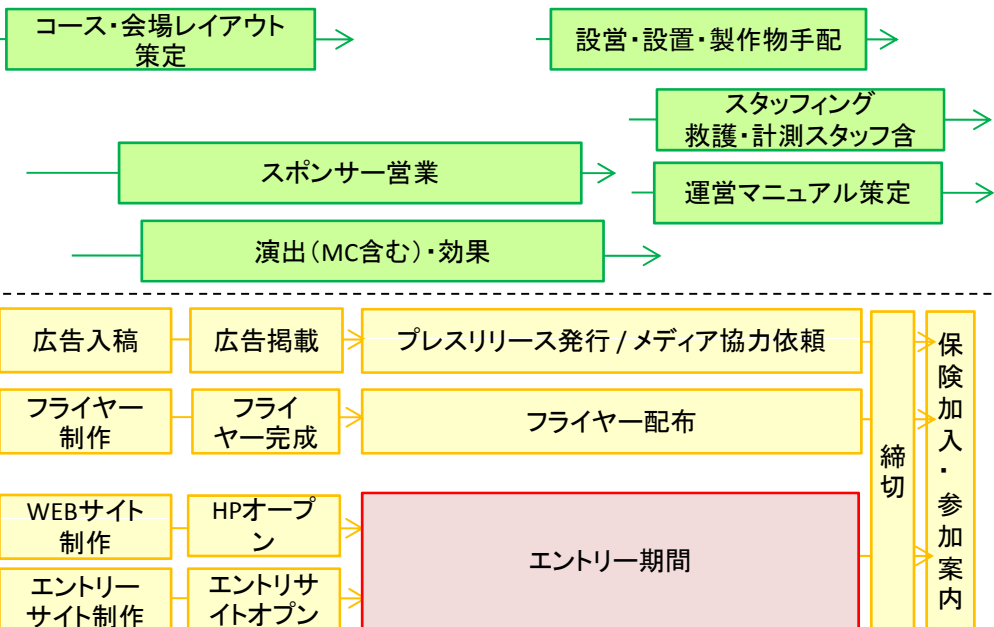 コース・会場レイアウト
策定
設営・設置・製作物手配
スタッフィング
救護・計測スタッフ含
スポンサー営業
運営マニュアル策定
演出（MC含む）・効果
広告入稿
広告掲載
プレスリリース発行 / メディア協力依頼
フライヤー
制作
フライ
ヤー完成
フライヤー配布
締切
保険加入・参加案内
WEBサイト
制作
HPオープ
ン
エントリー期間
エントリー
サイト制作
エントリサ
イトオプン